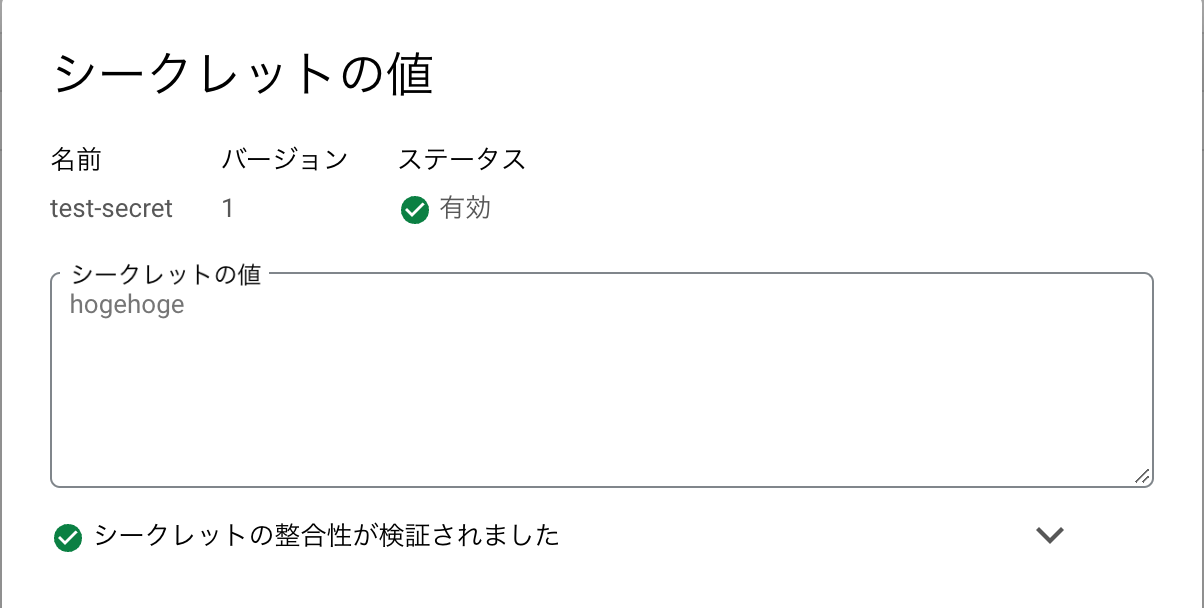 シークレットの値
名前 バージョン ステータス
test-secret 1 有効
シークレットの値
hogehoge
シークレットの整合性が検証されました